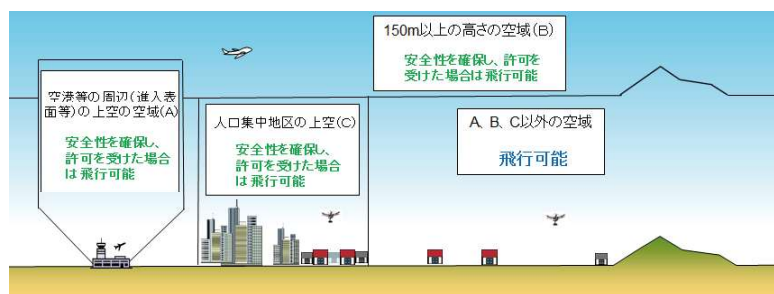 150m以上の高さの空域(B)
安全性を確保し、許可を
受けた場合は飛行可能
空港等の周辺(進入表
面等)の上空の空域(A)
安全性を確保し、
許可を受けた場合
は飛行可能
人口集中地区の上空(C)
安全性を確保し、
許可を受けた場合
は飛行可能
A、B、C以外の空域
飛行可能